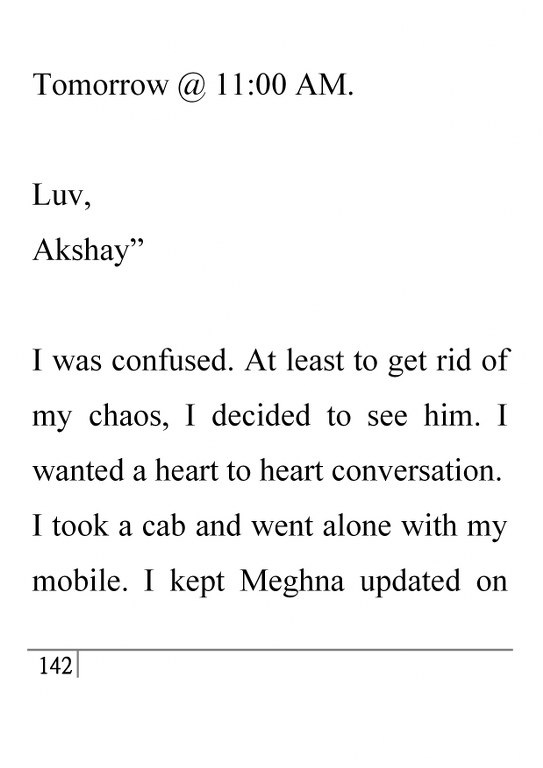 Tomorrow @ 11:00 AM.
Luv,
Akshay”
I was confused. At least to get rid of
my chaos, I decided to see him. I
wanted a heart to heart conversation.
I took a cab and went alone with my
mobile. I kept Meghna updated on
142